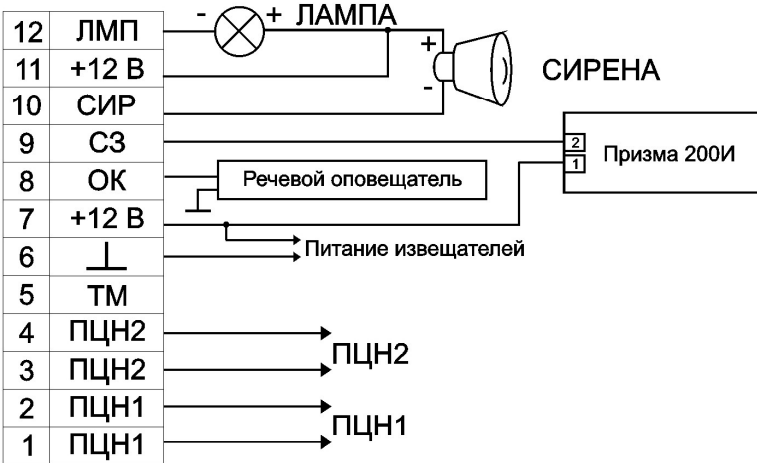 12 ЛМП - + ЛАМПА
11 +12 В + -
СИРЕНА
10 СИР
9 СЗ 2
Призма 200И
8 ОК Речевой оповещатель 1
7 +12 В
Питание извещателей
6 ⊥
5 ТМ
4 ПЦН2
ПЦН2
3 ПЦН2
2 ПЦН1
ПЦН1
1 ПЦН1